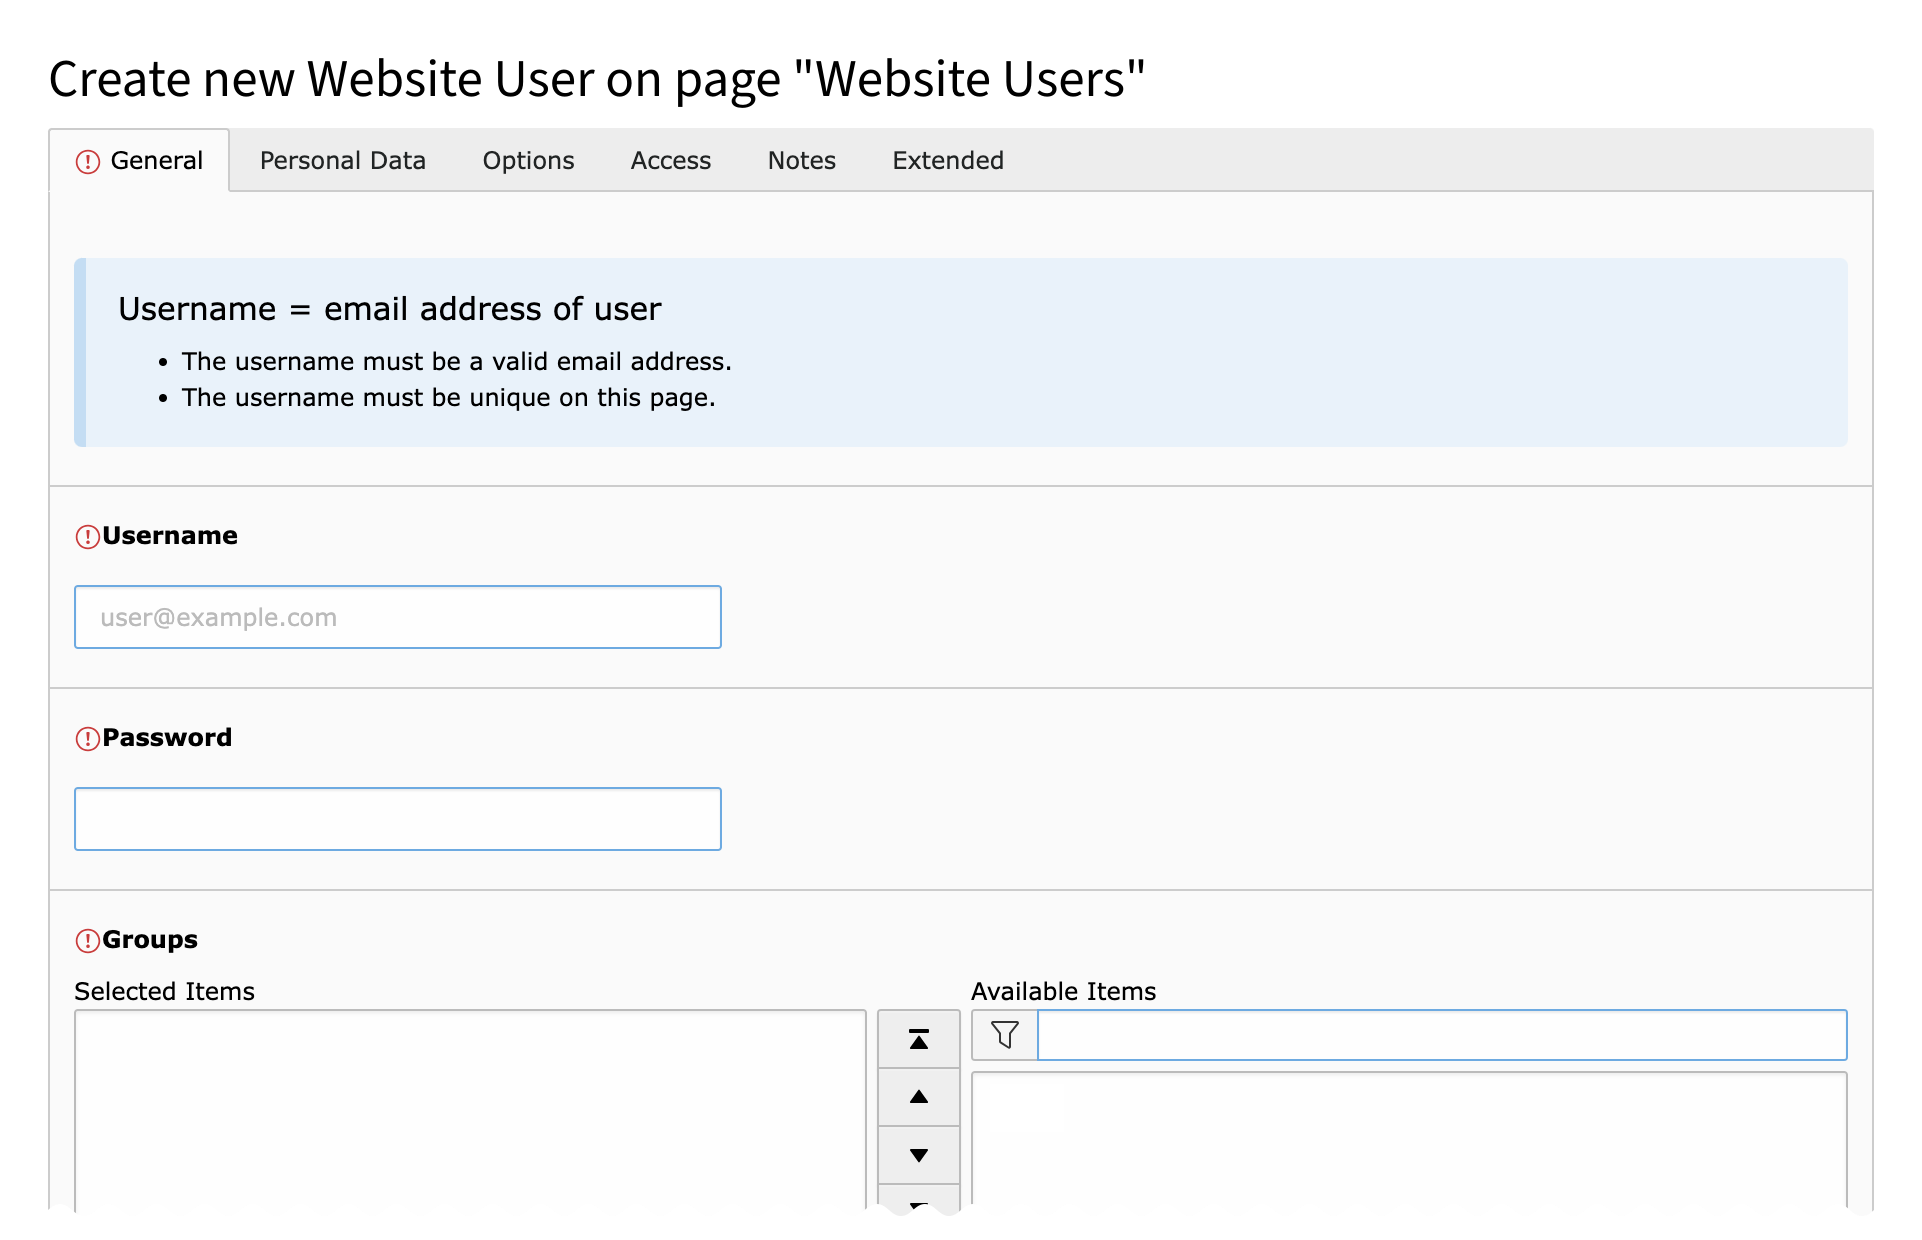 Create new Website User on page "Website Users"
General Personal Data Options Access Notes Extended
Username = email address of user
• The username must be a valid email address.
• The username must be unique on this page.
Username
user@example.com
Password
Groups
Selected Items Available Items